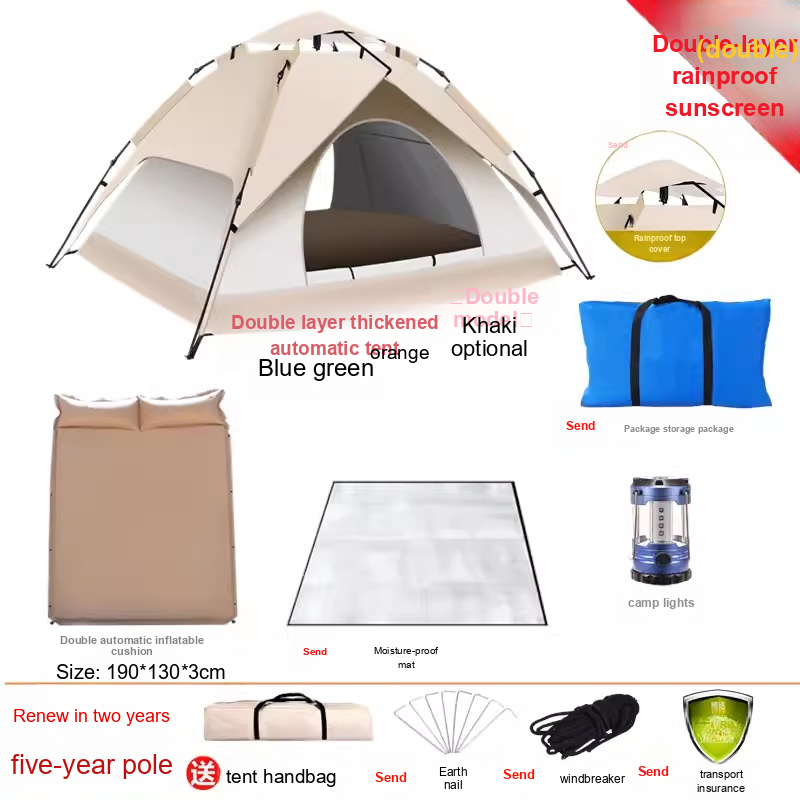 Double-layer
(double)
rainproof
sunscreen
Send
Rainproof top
cover
Double
model
Double layer thickened
automatic tent
Khaki
optional
orange
Blue green
Send
Package storage package
camp lights
Double automatic inflatable
cushion
Size: 190*130*3cm
Send
Moisture-proof
mat
Renew in two years
five-year pole
送
tent handbag
Send
Earth
nail
Send
windbreaker
Send
transport
insurance